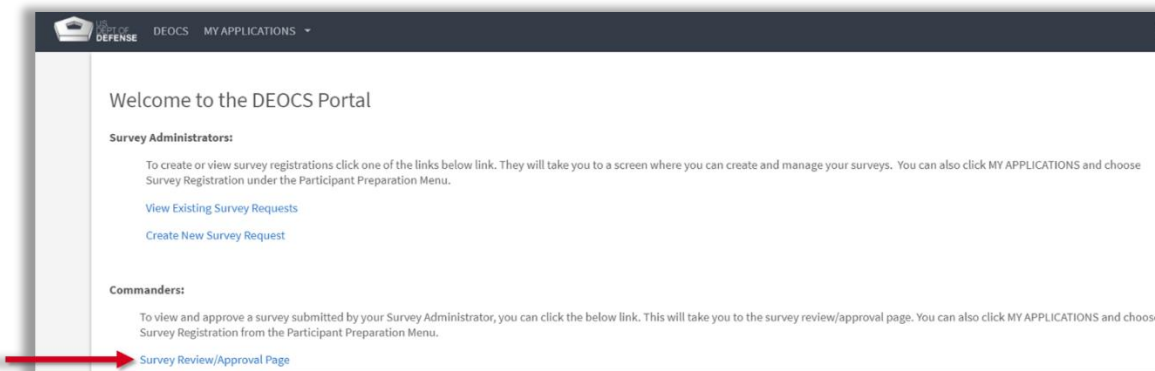 U.S.
DEPT OF
DEFENSE
DEOCS MY APPLICATIONS
Welcome to the DEOCS Portal
Survey Administrators:
To create or view survey registrations click one of the links below link. They will take you to a screen where you can create and manage your surveys. You can also click MY APPLICATIONS and choose
Survey Registration under the Participant Preparation Menu.
View Existing Survey Requests
Create New Survey Request
Commanders:
To view and approve a survey submitted by your Survey Administrator, you can click the below link. This will take you to the survey review/approval page. You can also click MY APPLICATIONS and choose
Survey Registration from the Participant Preparation Menu.
Survey Review/Approval Page